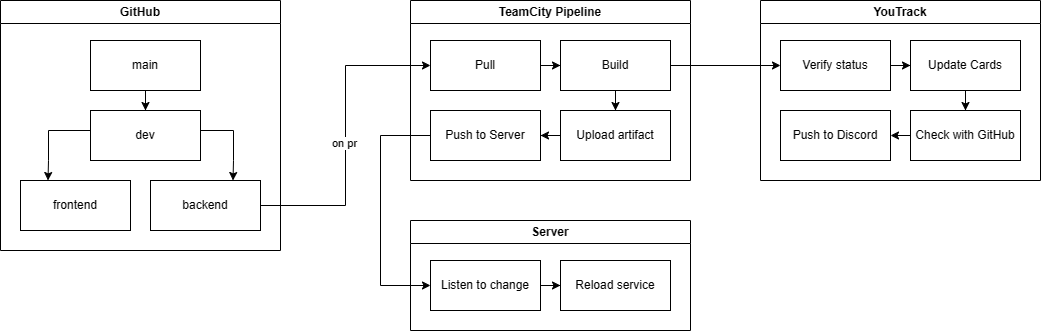 GitHub
main
dev
frontend
backend
on pr
TeamCity Pipeline
Pull
Build
Push to Server
Upload artifact
YouTrack
Verify status
Update Cards
Push to Discord
Check with GitHub
Server
Listen to change
Reload service